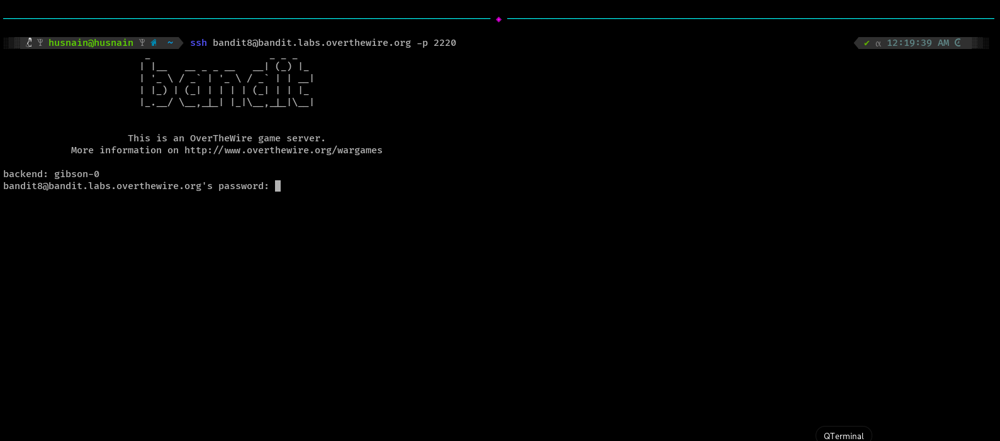 husnain@husnain ~ ssh bandit8@bandit.labs.overthewire.org -p 2220 ✔ α 12:19:39 AM
                         _                     _ _ _
                        | |__   __ _ _ __   __| (_) |_
                        | '_ \ / _` | '_ \ / _` | | __|
                        | |_) | (_| | | | | (_| | | |_
                        |_.__/ \__,_|_| |_|\__,_|_|\__|
This is an OverTheWire game server.
More information on http://www.overthewire.org/wargames
backend: gibson-0
bandit8@bandit.labs.overthewire.org's password:
QTerminal